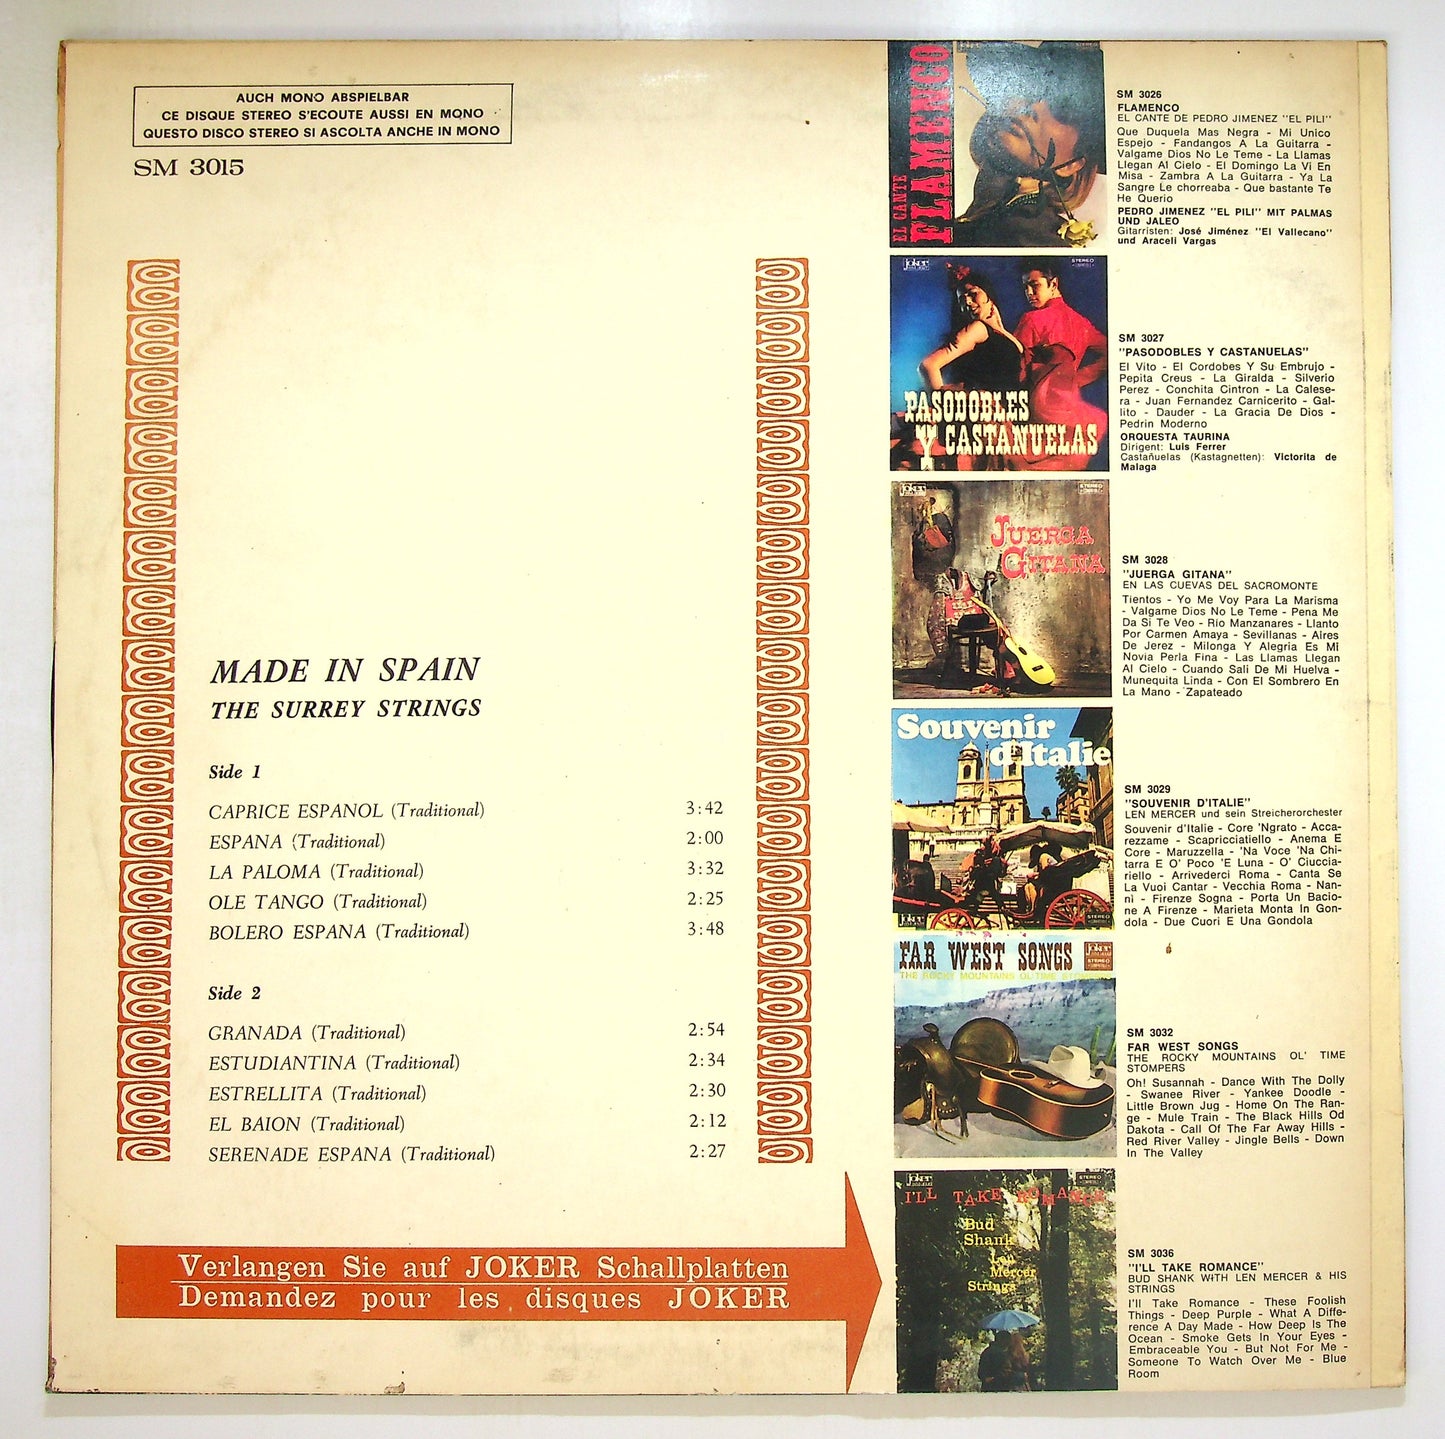 AUCH MONO ABSPIELBAR
CE DISQUE STEREO S'ECOUTE AUSSI EN MONO
QUESTO DISCO STEREO SI ASCOLTA ANCHE IN MONO
SM 3015
MADE IN SPAIN
THE SURREY STRINGS
Side 1
CAPRICE ESPANOL (Traditional) 3:42
ESPANA (Traditional) 2:00
LA PALOMA (Traditional) 3:32
OLE TANGO (Traditional) 2:25
BOLERO ESPANA (Traditional) 3:48
Side 2
GRANADA (Traditional) 2:54
ESTUDIANTINA (Traditional) 2:34
ESTRELLITA (Traditional) 2:30
EL BAION (Traditional) 2:12
SERENADE ESPANA (Traditional) 2:27
Verlangen Sie auf JOKER Schallplatten
Demandez pour les disques JOKER
EL CANTE
FLAMENCO
SM 3026
FLAMENCO
EL CANTE DE PEDRO JIMENEZ "EL PILI"
Que Duquela Mas Negra - Mi Unico
Espejo - Fandangos A La Guitarra -
Valgame Dios No Le Teme - La Llamas
Llegan Al Cielo - El Domingo La Vi En
Misa - Zambra A La Guitarra - Ya La
Sangre Le chorreaba - Que bastante Te
He Querio
PEDRO JIMENEZ "EL PILI" MIT PALMAS
UND JALEO
Gitarristen: José Jiménez "El Vallecano"
und Araceli Vargas
Joker
STEREO
PASODOBLES
Y CASTANUELAS
SM 3027
"PASODOBLES Y CASTANUELAS"
El Vito - El Cordobes Y Su Embrujo -
Pepita Creus - La Giralda - Silverio
Perez - Conchita Cintron - La Calese-
ra - Juan Fernandez Carnicerito - Gal-
lito - Dauder - La Gracia De Dios -
Pedrin Moderno
ORQUESTA TAURINA
Dirigent: Luis Ferrer
Castañuelas (Kastagnetten): Victorita de
Malaga
Joker
STEREO
JUERGA
GITANA
SM 3028
"JUERGA GITANA"
EN LAS CUEVAS DEL SACROMONTE
Tientos - Yo Me Voy Para La Marisma
- Valgame Dios No Le Teme - Pena Me
Da Si Te Veo - Rio Manzanares - Llanto
Por Carmen Amaya - Sevillanas - Aires
De Jerez - Milonga Y Alegria Es Mi
Novia Perla Fina - Las Llamas Llegan
Al Cielo - Cuando Sali De Mi Huelva -
Munequita Linda - Con El Sombrero En
La Mano - Zapateado
Souvenir
d'Italie
Joker
STEREO
SM 3029
"SOUVENIR D'ITALIE"
LEN MERCER und sein Streicherorchester
Souvenir d'Italie - Core 'Ngrato - Acca-
rezzame - Scapricciatiello - Anema E
Core - Maruzzella - 'Na Voce 'Na Chi-
tarra E O' Poco 'E Luna - O' Ciuccia-
riello - Arrivederci Roma - Canta Se
La Vuoi Cantar - Vecchia Roma - Nan-
nì - Firenze Sogna - Porta Un Bacio-
ne A Firenze - Marieta Monta In Gon-
dola - Due Cuori E Una Gondola
FAR WEST SONGS
THE ROCKY MOUNTAINS OL' TIME
Joker
STEREO
SM 3032
FAR WEST SONGS
THE ROCKY MOUNTAINS OL' TIME
STOMPERS
Oh! Susannah - Dance With The Dolly
- Swanee River - Yankee Doodle -
Little Brown Jug - Home On The Ran-
ge - Mule Train - The Black Hills Od
Dakota - Call Of The Far Away Hills -
Red River Valley - Jingle Bells - Down
In The Valley
Joker
STEREO
I'LL TAKE ROMANCE
Bud
Shank
Len
Mercer
Strings
SM 3036
"I'LL TAKE ROMANCE"
BUD SHANK WITH LEN MERCER & HIS
STRINGS
I'll Take Romance - These Foolish
Things - Deep Purple - What A Diffe-
rence A Day Made - How Deep Is The
Ocean - Smoke Gets In Your Eyes -
Embraceable You - But Not For Me -
Someone To Watch Over Me - Blue
Room